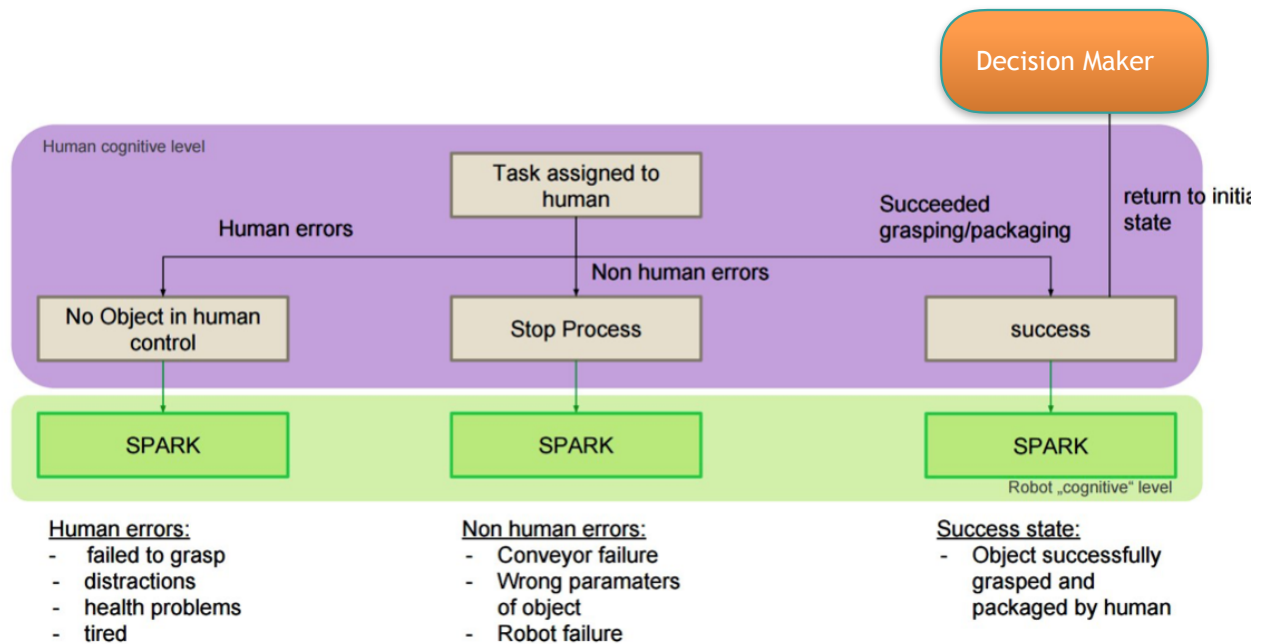 Decision Maker
Human cognitive level
Task assigned to
human
return to initia
state
Succeeded
grasping/packaging
Human errors
Non human errors
No Object in human
control
Stop Process
success
SPARK
SPARK
SPARK
Robot „cognitive“ level
Human errors:
- failed to grasp
- distractions
- health problems
- tired
Non human errors:
- Conveyor failure
- Wrong paramaters
of object
- Robot failure
Success state:
- Object successfully
grasped and
packaged by human